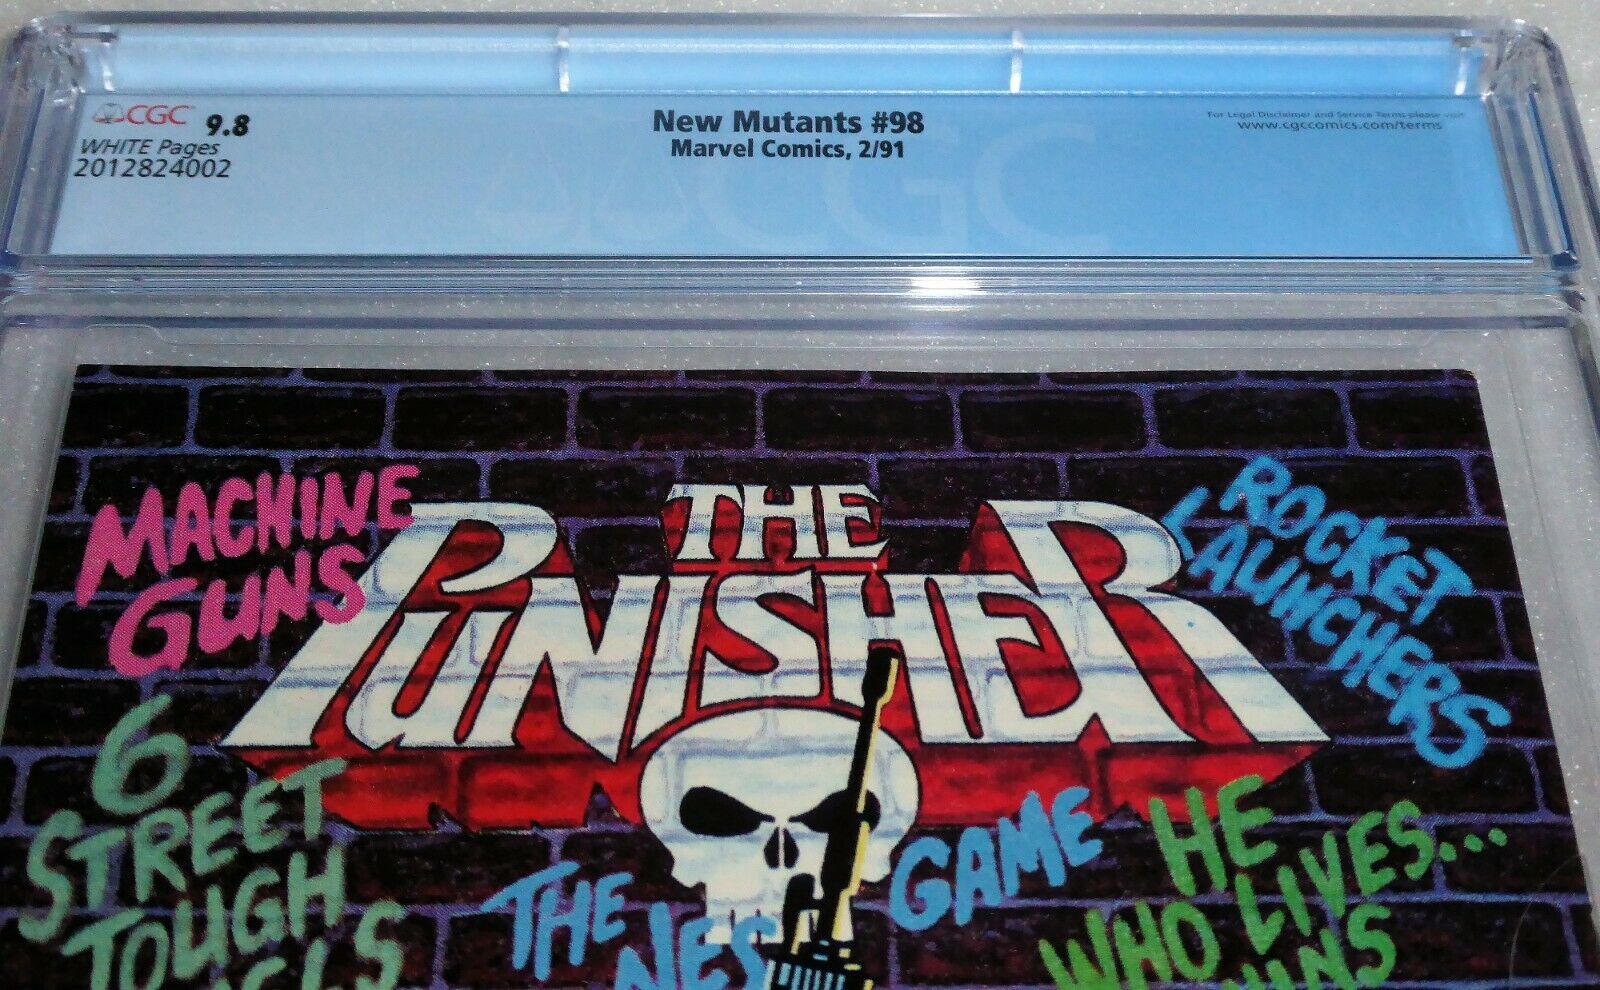 CGC 9.8
WHITE Pages
2012824002
New Mutants #98
Marvel Comics, 2/91
For Legal Disclaimer and Service Terms please visit
www.cgccomics.com/terms
CGC
MACHINE
GUNS
THE
PUNISHER
ROCKET
LAUNCHERS
6
STREET
TOUGH
THE
NES
GAME
HE
WHO LIVES...